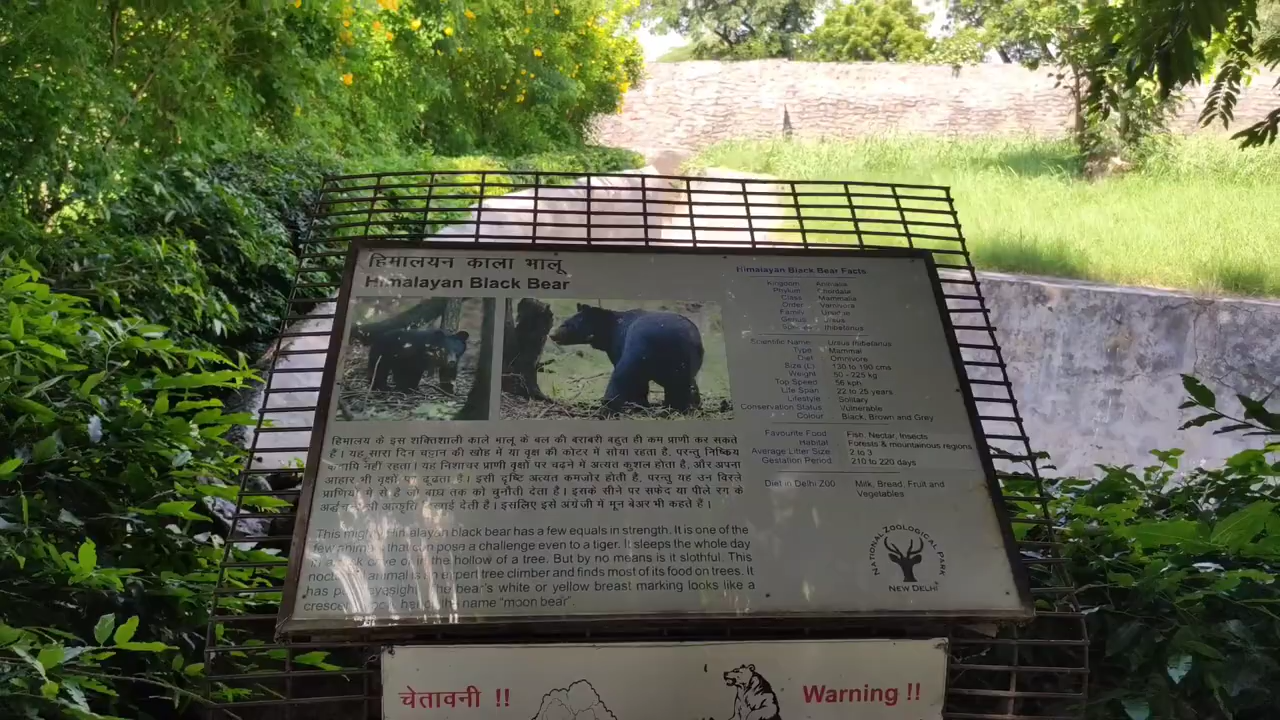 हिमालयन काला भालू
Himalayan Black Bear
हिमालय के इस शक्तिशाली काले भालू के बल की बराबरी बहुत ही कम प्राणी कर सकते
है। यह सारा दिन चट्टान की खोह में या वृक्ष की कोटर में सोया रहता है, परन्तु निष्क्रिय
कदापि नहीं रहता। यह निशाचर प्राणी वृक्षों पर चढ़ने में अत्यंत कुशल होता है, और अपना
आहार भी वृक्षों पर ढूंढता है। इसी दृष्टि अत्यंत कमजोर होती है, परन्तु यह उन विरले
प्राणियों में से है जो बाघ तक को चुनौती देता है। इसके सीने पर सफेद या पीले रंग के
आकृति दिखाई देती है। इसलिए इसे अंग्रेजी में मून बेअर भी कहते है।
This mighty Himalayan black bear has a few equals in strength. It is one of the
few animals that can pose a challenge even to a tiger. It sleeps the whole day
in a rock cave or in the hollow of a tree. But by no means is it slothful. This
nocturnal animal is an expert tree climber and finds most of its food on trees. It
has poor eyesight. The bear's white or yellow breast marking looks like a
crescent moon, hence the name "moon bear".
Himalayan Black Bear Facts
Kingdom Animalia
Phylum Chordata
Class Mammalia
Order Carnivora
Family Ursidae
Genus Ursus
Species thibetanus
Scientific Name: Ursus thibetanus
Type Mammal
Diet Omnivore
Size (L) 130 to 190 cms
Weight 50 - 225 kg
Top Speed 56 kph
Life Span 22 to 25 years
Lifestyle Solitary
Conservation Status Vulnerable
Colour Black, Brown and Grey
Favourite Food Fish, Nectar, Insects
Habitat Forests & mountainous regions
Average Litter Size 2 to 3
Gestation Period 210 to 220 days
Diet in Delhi ZOO Milk, Bread, Fruit and
Vegetables
NATIONAL ZOOLOGICAL PARK
NEW DELHI
चेतावनी !! Warning !!